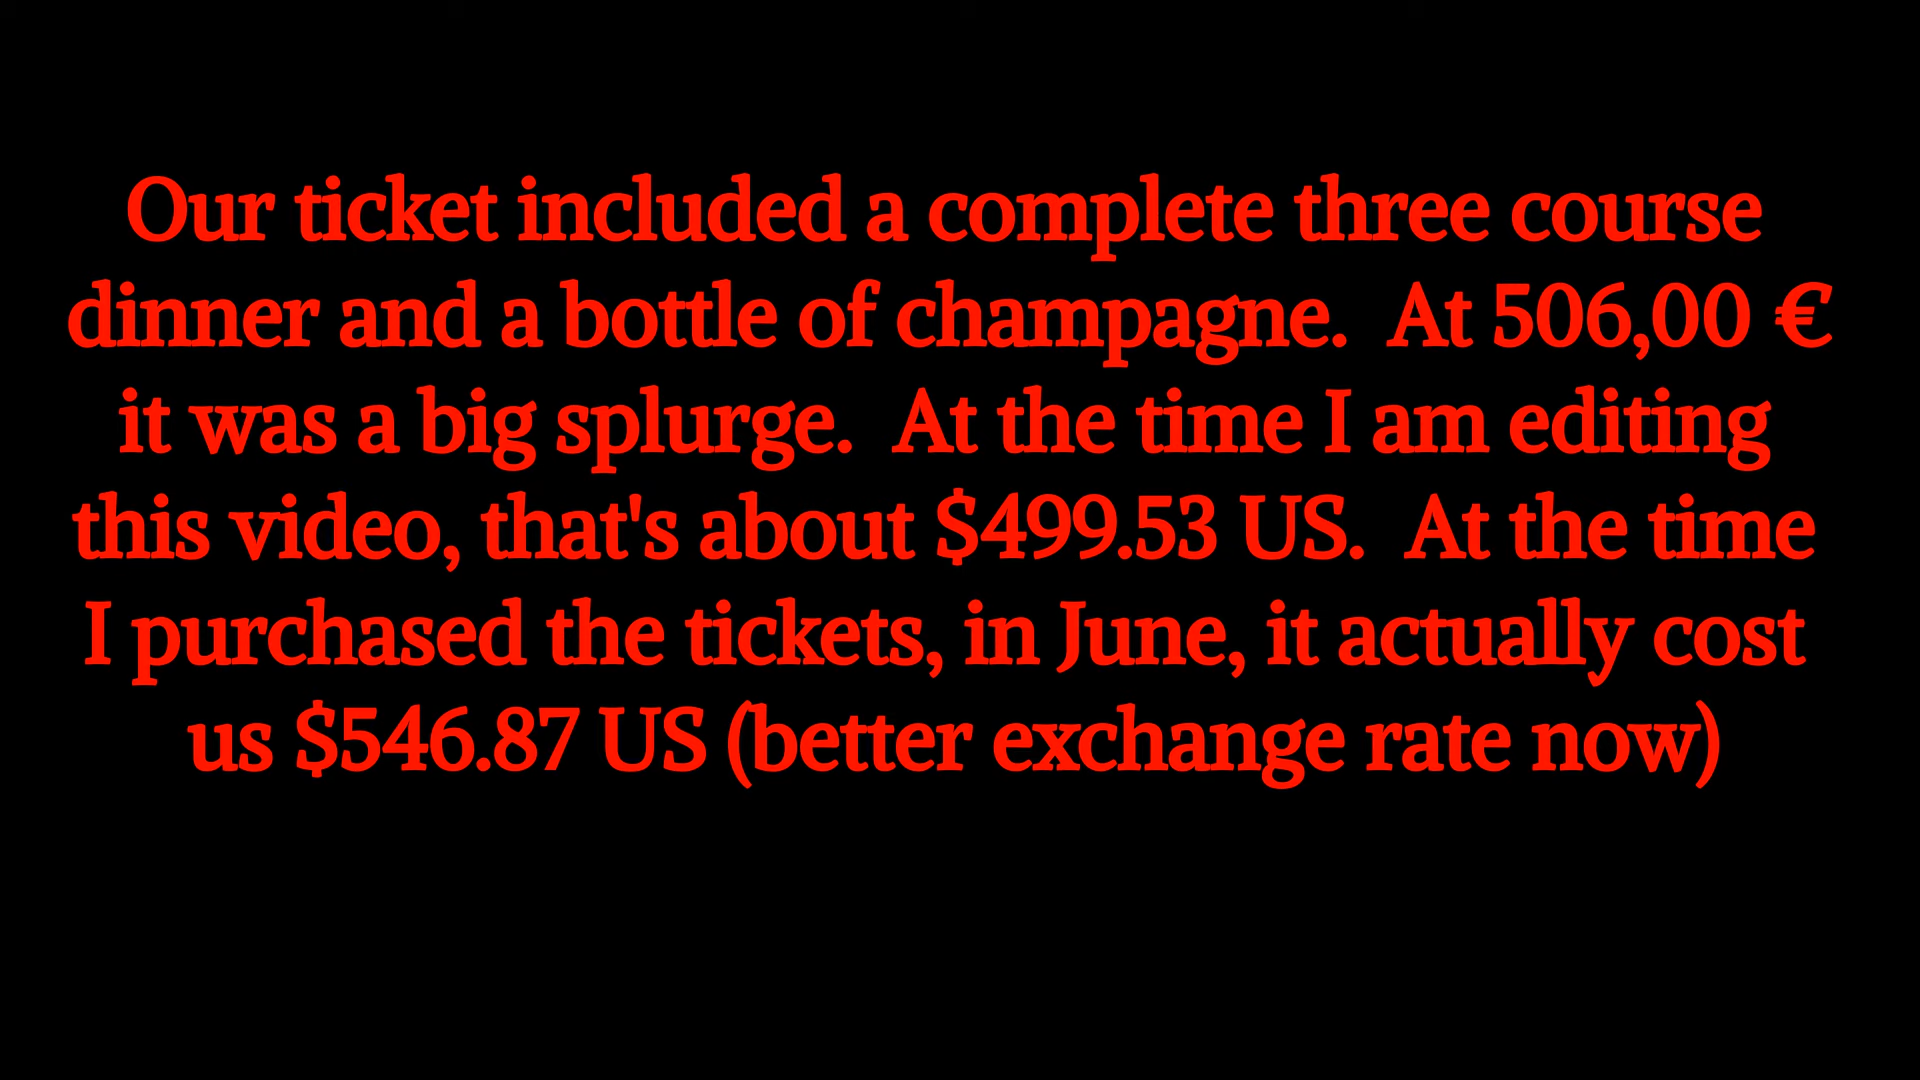 Our ticket included a complete three course
dinner and a bottle of champagne.  At 506,00 €
it was a big splurge.  At the time I am editing
this video, that's about $499.53 US.  At the time
I purchased the tickets, in June, it actually cost
us $546.87 US (better exchange rate now)